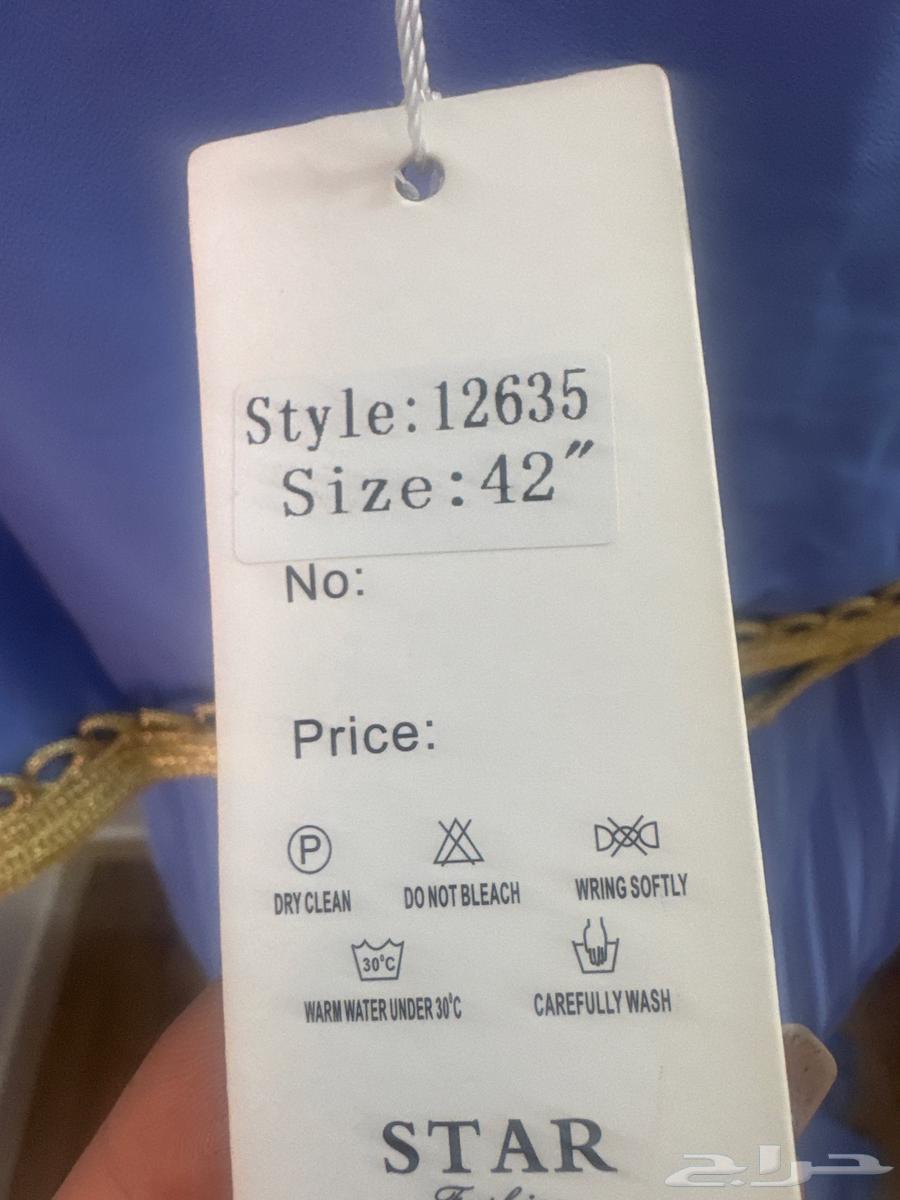 Style:12635
Size:42"
No:
Price:
P
DRY CLEAN
DO NOT BLEACH
WRING SOFTLY
30°C
WARM WATER UNDER 30°C
CAREFULLY WASH
STAR
حراج